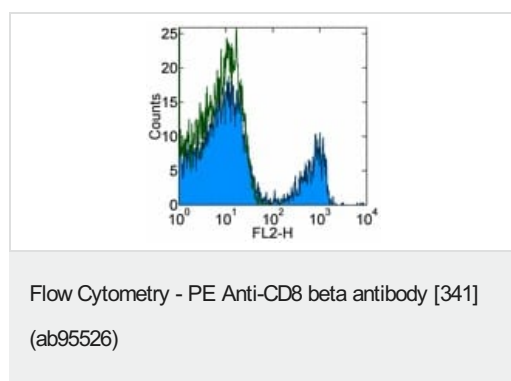 25
20
15
10
5
0
Counts
10⁰ 10¹ 10² 10³ 10⁴
FL2-H
Flow Cytometry - PE Anti-CD8 beta antibody [341]
(ab95526)